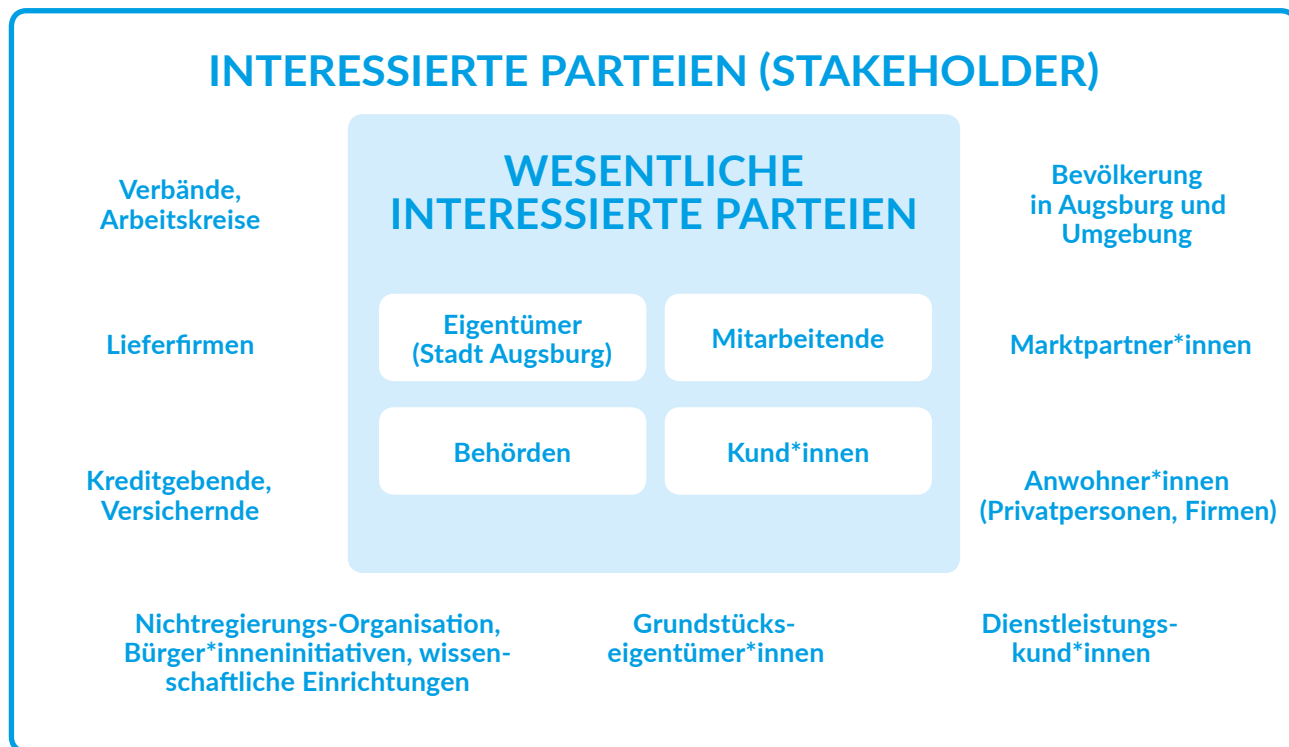 INTERESSIERTE PARTEIEN (STAKEHOLDER)
WESENTLICHE
INTERESSIERTE PARTEIEN
Verbände,
Arbeitskreise
Bevölkerung
in Augsburg und
Umgebung
Lieferfirmen
Eigentümer
(Stadt Augsburg)
Mitarbeitende
Marktpartner*innen
Behörden
Kund*innen
Kreditgebende,
Versichernde
Anwohner*innen
(Privatpersonen, Firmen)
Nichtregierungs-Organisation,
Bürger*inneninitiativen, wissen-
schaftliche Einrichtungen
Grundstücks-
eigentümer*innen
Dienstleistungs-
kund*innen